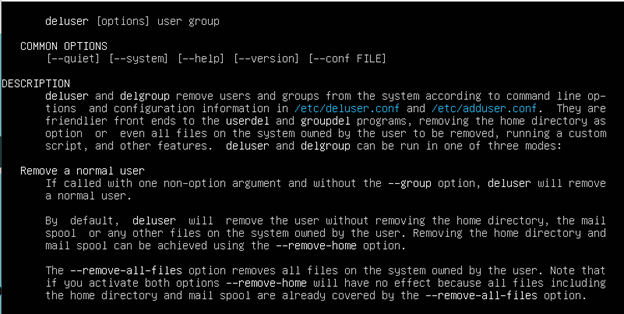 deluser [options] user group
COMMON OPTIONS
[--quiet] [--system] [--help] [--version] [--conf FILE]
DESCRIPTION
deluser and delgroup remove users and groups from the system according to command line op-
tions  and configuration information in /etc/deluser.conf and /etc/adduser.conf.  They are
friendlier front ends to the userdel and groupdel programs, removing the home directory as
option  or  even all files on the system owned by the user to be removed, running a custom
script, and other features.  deluser and delgroup can be run in one of three modes:
Remove a normal user
If called with one non-option argument and without the --group option, deluser will remove
a normal user.
By  default,  deluser  will  remove the user without removing the home directory, the mail
spool  or any other files on the system owned by the user. Removing the home directory and
mail spool can be achieved using the --remove-home option.
The --remove-all-files option removes all files on the system owned by the user. Note that
if you activate both options --remove-home will have no effect because all files including
the home directory and mail spool are already covered by the --remove-all-files option.